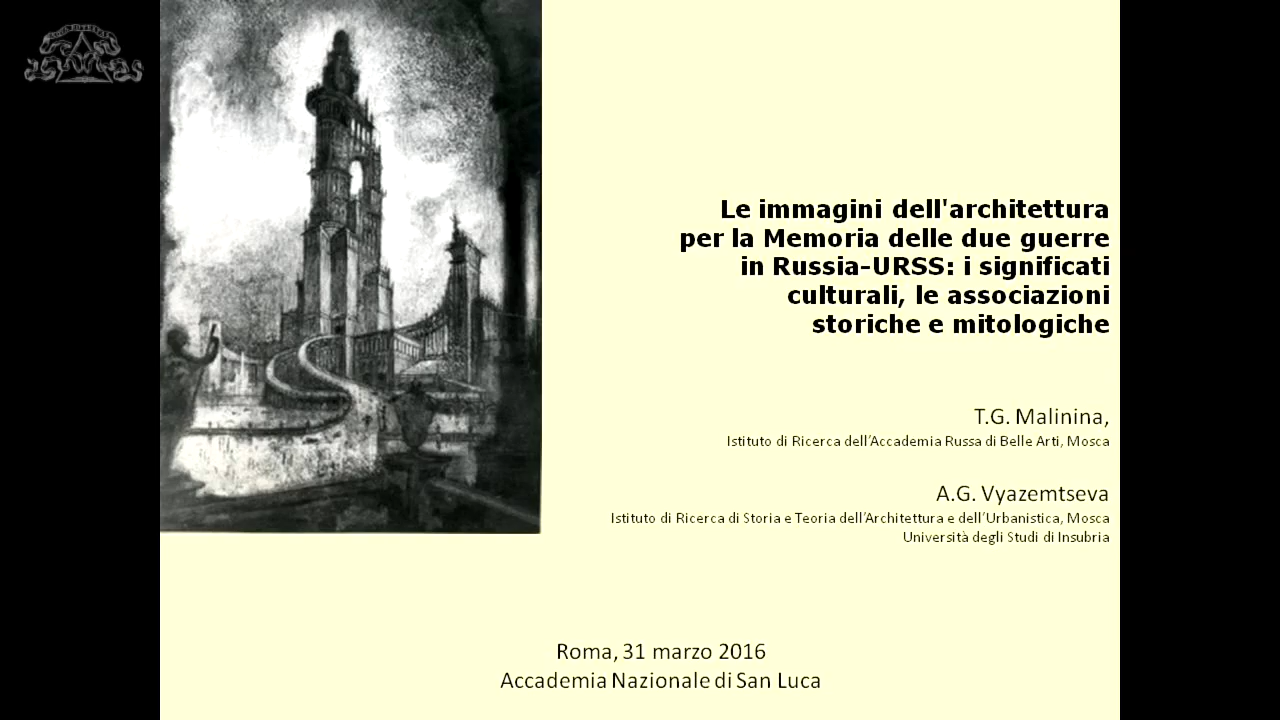 Le immagini dell'architettura
per la Memoria delle due guerre
in Russia-URSS: i significati
culturali, le associazioni
storiche e mitologiche
T.G. Malinina,
Istituto di Ricerca dell'Accademia Russa di Belle Arti, Mosca
A.G. Vyazemtseva
Istituto di Ricerca di Storia e Teoria dell'Architettura e dell'Urbanistica, Mosca
Università degli Studi di Insubria
Roma, 31 marzo 2016
Accademia Nazionale di San Luca